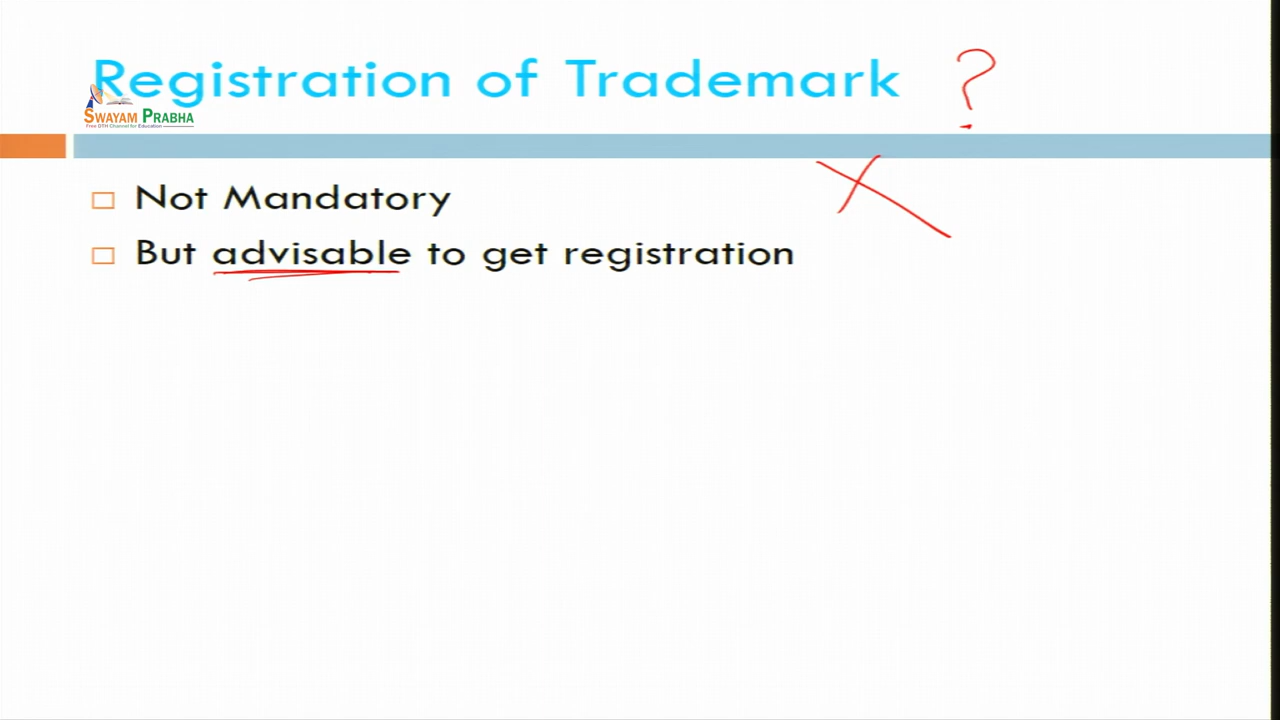 Registration of Trademark ?
SWAYAM PRABHA
Free DTH Channel for Education
Not Mandatory
But advisable to get registration